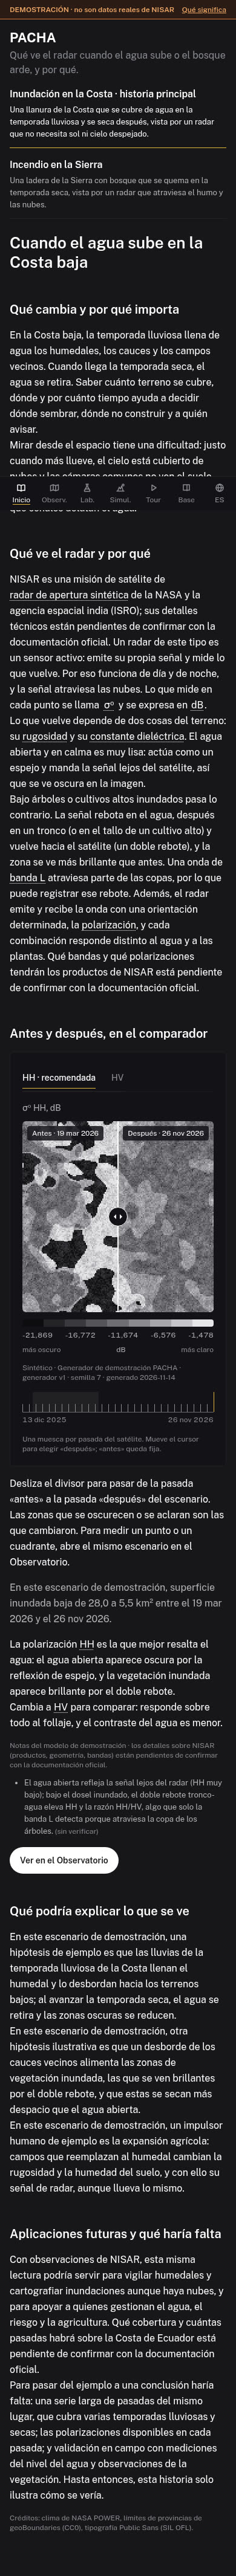 DEMOSTRACIÓN · no son datos reales de NISAR Qué significa
PACHA
Qué ve el radar cuando el agua sube o el bosque
arde, y por qué.
Inundación en la Costa · historia principal
Una llanura de la Costa que se cubre de agua en la
temporada lluviosa y se seca después, vista por un radar
que no necesita sol ni cielo despejado.
Incendio en la Sierra
Una ladera de la Sierra con bosque que se quema en la
temporada seca, vista por un radar que atraviesa el humo y
las nubes.
Cuando el agua sube en la
Costa baja
Qué cambia y por qué importa
En la Costa baja, la temporada lluviosa llena de
agua los humedales, los cauces y los campos
vecinos. Cuando llega la temporada seca, el
agua se retira. Saber cuánto terreno se cubre,
dónde y por cuánto tiempo ayuda a decidir
dónde sembrar, dónde no construir y a quién
avisar.
Mirar desde el espacio tiene una dificultad: justo
cuando más llueve, el cielo está cubierto de
Inicio Observ. Lab. Simul. Tour Base ES
Qué ve el radar y por qué
NISAR es una misión de satélite de
radar de apertura sintética de la NASA y la
agencia espacial india (ISRO); sus detalles
técnicos están pendientes de confirmar con la
documentación oficial. Un radar de este tipo es
un sensor activo: emite su propia señal y mide lo
que vuelve. Por eso funciona de día y de noche,
y la señal atraviesa las nubes. Lo que mide en
cada punto se llama σ⁰ y se expresa en dB.
Lo que vuelve depende de dos cosas del terreno:
su rugosidad y su constante dieléctrica. El agua
abierta y en calma es muy lisa: actúa como un
espejo y manda la señal lejos del satélite, así
que se ve oscura en la imagen.
Bajo árboles o cultivos altos inundados pasa lo
contrario. La señal rebota en el agua, después
en un tronco (o en el tallo de un cultivo alto) y
vuelve hacia el satélite (un doble rebote), y la
zona se ve más brillante que antes. Una onda de
banda L atraviesa parte de las copas, por lo que
puede registrar ese rebote. Además, el radar
emite y recibe la onda con una orientación
determinada, la polarización, y cada
combinación responde distinto al agua y a las
plantas. Qué bandas y qué polarizaciones
tendrán los productos de NISAR está pendiente
de confirmar con la documentación oficial.
Antes y después, en el comparador
HH · recomendada HV
σ⁰ HH, dB
Antes · 19 mar 2026 Después · 26 nov 2026
-21,869 -16,772 -11,674 -6,576 -1,478
más oscuro dB más claro
Sintético · Generador de demostración PACHA ·
generador v1 · semilla 7 · generado 2026-11-14
13 dic 2025 26 nov 2026
Una muesca por pasada del satélite. Mueve el cursor
para elegir «después»; «antes» queda fija.
Desliza el divisor para pasar de la pasada
«antes» a la pasada «después» del escenario.
Las zonas que se oscurecen o se aclaran son las
que cambiaron. Para medir un punto o un
cuadrante, abre el mismo escenario en el
Observatorio.
En este escenario de demostración, superficie
inundada baja de 28,0 a 5,5 km² entre el 19 mar
2026 y el 26 nov 2026.
La polarización HH es la que mejor resalta el
agua: el agua abierta aparece oscura por la
reflexión de espejo, y la vegetación inundada
aparece brillante por el doble rebote.
Cambia a HV para comparar: responde sobre
todo al follaje, y el contraste del agua es menor.
Notas del modelo de demostración · los detalles sobre NISAR
(productos, geometría, bandas) están pendientes de confirmar
con la documentación oficial.
• El agua abierta refleja la señal lejos del radar (HH muy
bajo); bajo el dosel inundado, el doble rebote tronco-
agua eleva HH y la razón HH/HV, algo que solo la
banda L detecta porque atraviesa la copa de los
árboles. (sin verificar)
Ver en el Observatorio
Qué podría explicar lo que se ve
En este escenario de demostración, una
hipótesis de ejemplo es que las lluvias de la
temporada lluviosa de la Costa llenan el
humedal y lo desbordan hacia los terrenos
bajos; al avanzar la temporada seca, el agua se
retira y las zonas oscuras se reducen.
En este escenario de demostración, otra
hipótesis ilustrativa es que un desborde de los
cauces vecinos alimenta las zonas de
vegetación inundada, las que se ven brillantes
por el doble rebote, y que estas se secan más
despacio que el agua abierta.
En este escenario de demostración, un impulsor
humano de ejemplo es la expansión agrícola:
campos que reemplazan al humedal cambian la
rugosidad y la humedad del suelo, y con ello su
señal de radar, aunque llueva lo mismo.
Aplicaciones futuras y qué haría falta
Con observaciones de NISAR, esta misma
lectura podría servir para vigilar humedales y
cartografiar inundaciones aunque haya nubes, y
para apoyar a quienes gestionan el agua, el
riesgo y la agricultura. Qué cobertura y cuántas
pasadas habrá sobre la Costa de Ecuador está
pendiente de confirmar con la documentación
oficial.
Para pasar del ejemplo a una conclusión haría
falta: una serie larga de pasadas del mismo
lugar, que cubra varias temporadas lluviosas y
secas; las polarizaciones disponibles en cada
pasada; y validación en campo con mediciones
del nivel del agua y observaciones de la
vegetación. Hasta entonces, esta historia solo
ilustra cómo se vería.
Créditos: clima de NASA POWER, límites de provincias de
geoBoundaries (CC0), tipografía Public Sans (SIL OFL).